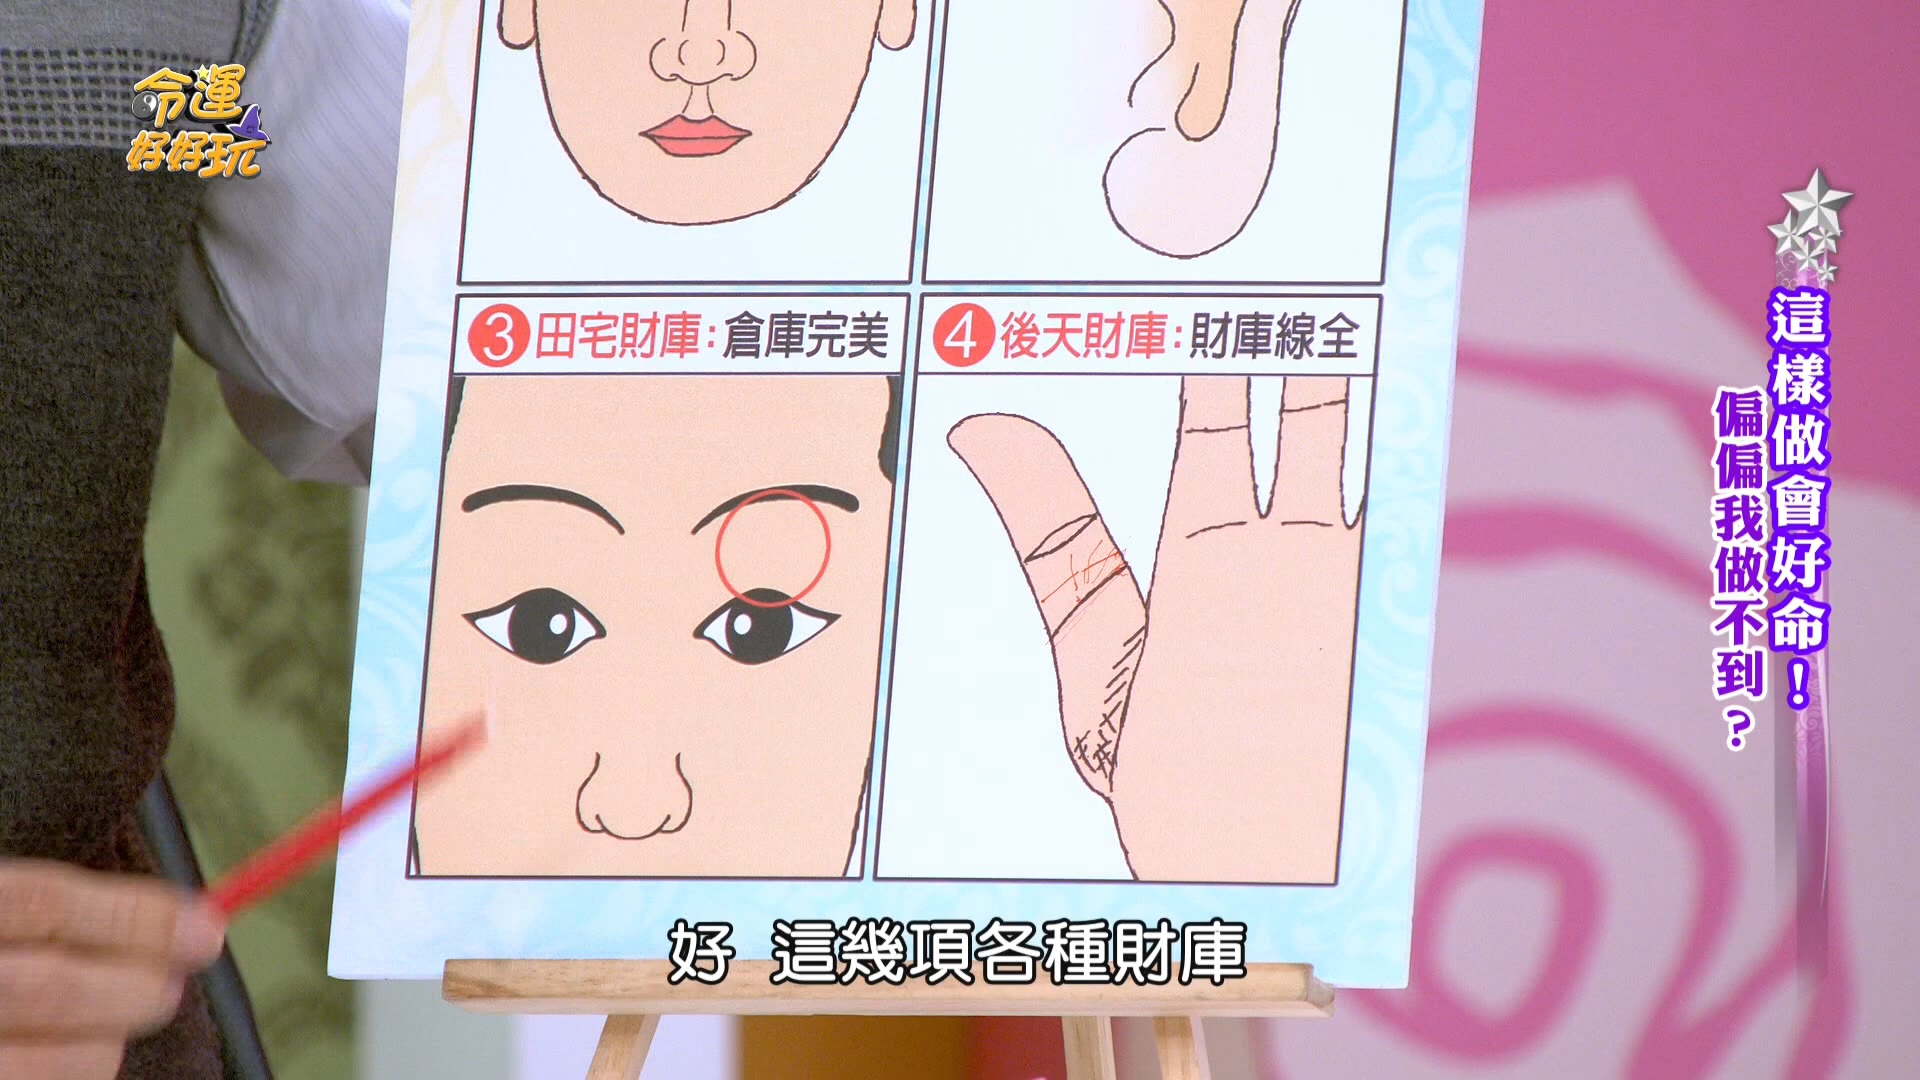 命運
好好玩
3 田宅財庫:倉庫完美
4 後天財庫:財庫線全
這樣做會好命!
偏偏我做不到?
好 這幾項各種財庫